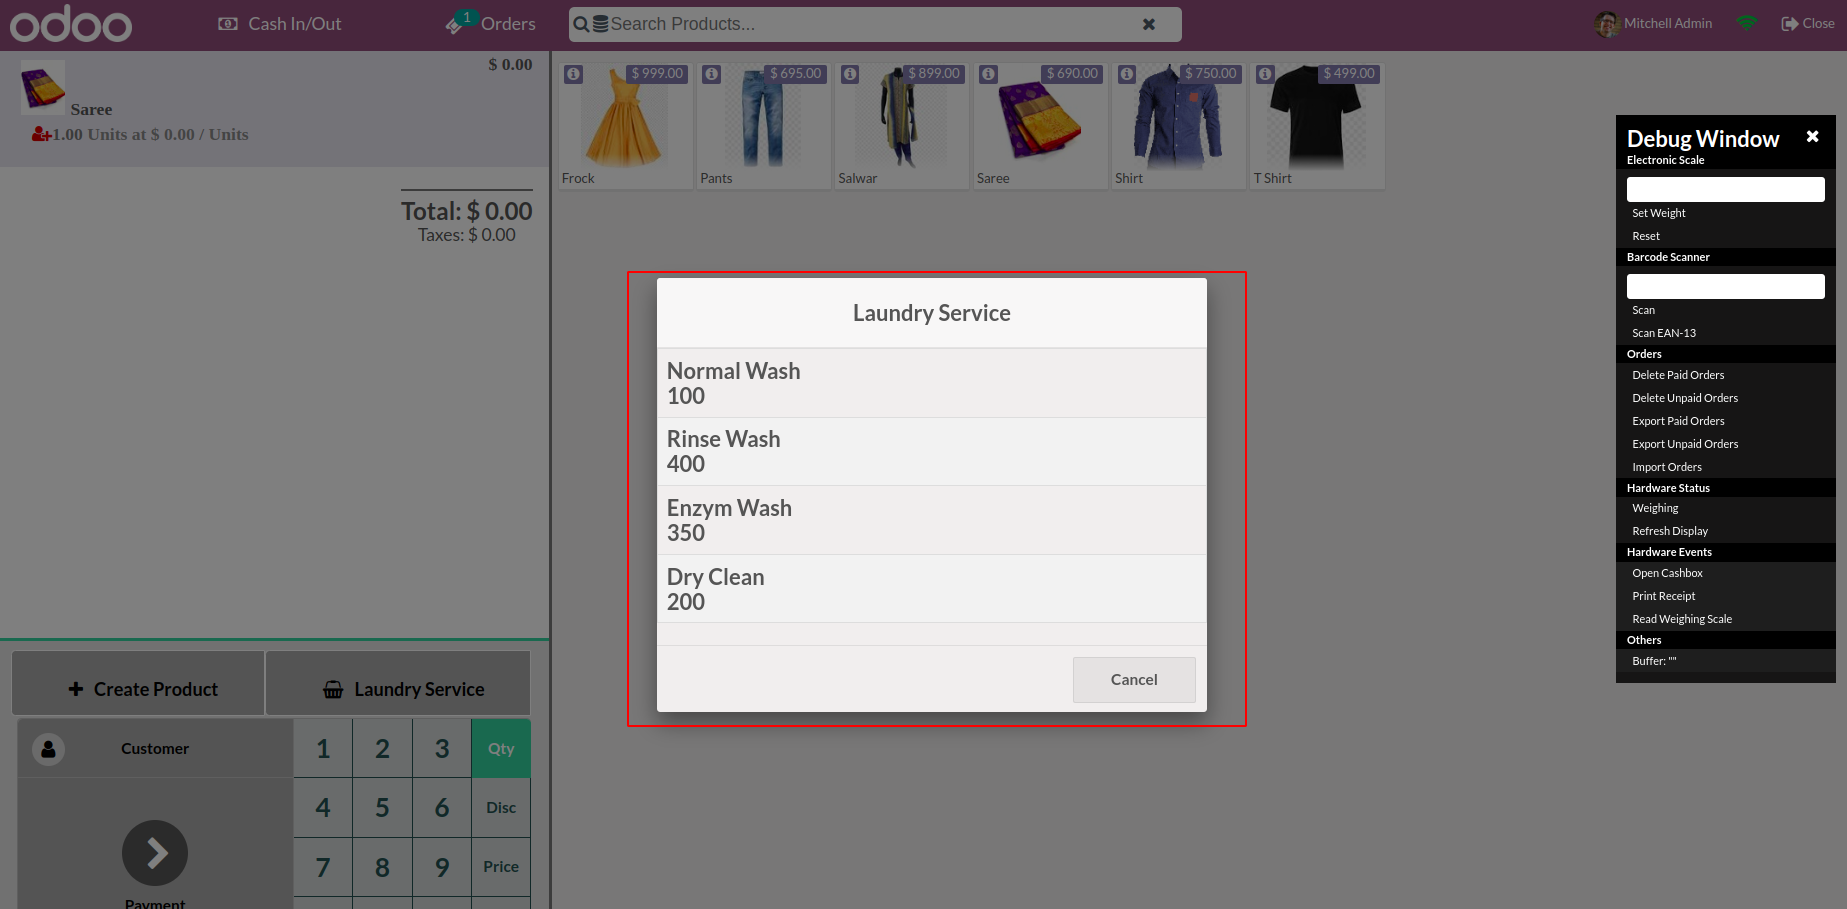 odoo
Cash In/Out
1
Orders
Search Products...
Mitchell Admin
Close
$ 0.00
Saree
1.00 Units at $ 0.00 / Units
Total: $ 0.00
Taxes: $ 0.00
$ 999.00
Frock
$ 695.00
Pants
$ 899.00
Salwar
$ 690.00
Saree
$ 750.00
Shirt
$ 499.00
T Shirt
Laundry Service
Normal Wash
100
Rinse Wash
400
Enzym Wash
350
Dry Clean
200
Cancel
Debug Window
Electronic Scale
Set Weight
Reset
Barcode Scanner
Scan
Scan EAN-13
Orders
Delete Paid Orders
Delete Unpaid Orders
Export Paid Orders
Export Unpaid Orders
Import Orders
Hardware Status
Weighing
Refresh Display
Hardware Events
Open Cashbox
Print Receipt
Read Weighing Scale
Others
Buffer: ""
Create Product
Laundry Service
Customer
1 2 3 Qty
4 5 6 Disc
7 8 9 Price
Payment